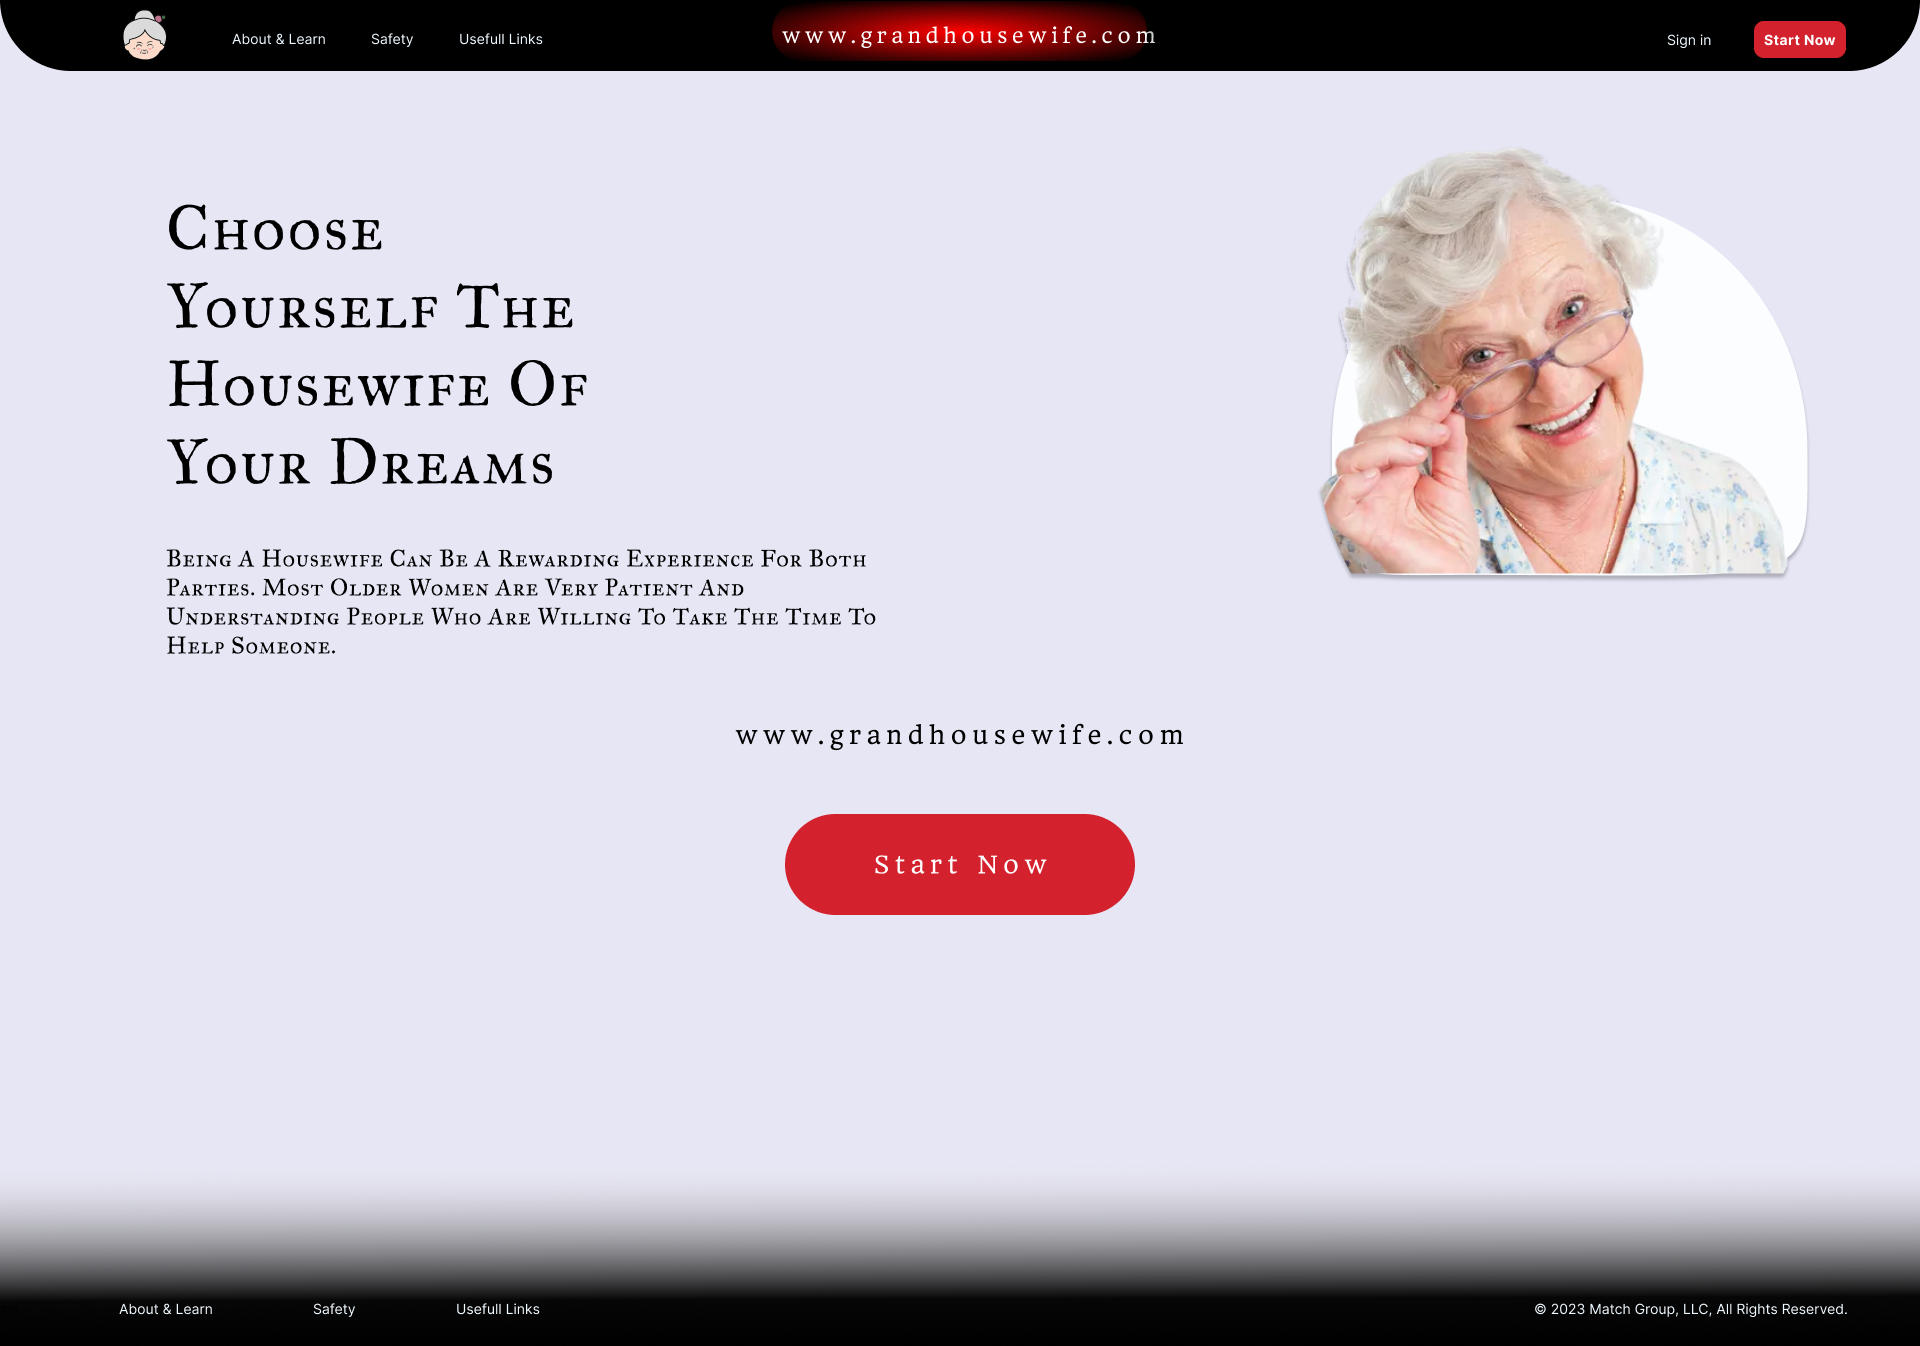 About & Learn
Safety
Usefull Links
www.grandhousewife.com
Sign in
Start Now
Choose
Yourself The
Housewife Of
Your Dreams
Being A Housewife Can Be A Rewarding Experience For Both
Parties. Most Older Women Are Very Patient And
Understanding People Who Are Willing To Take The Time To
Help Someone.
www.grandhousewife.com
Start Now
About & Learn
Safety
Usefull Links
© 2023 Match Group, LLC, All Rights Reserved.